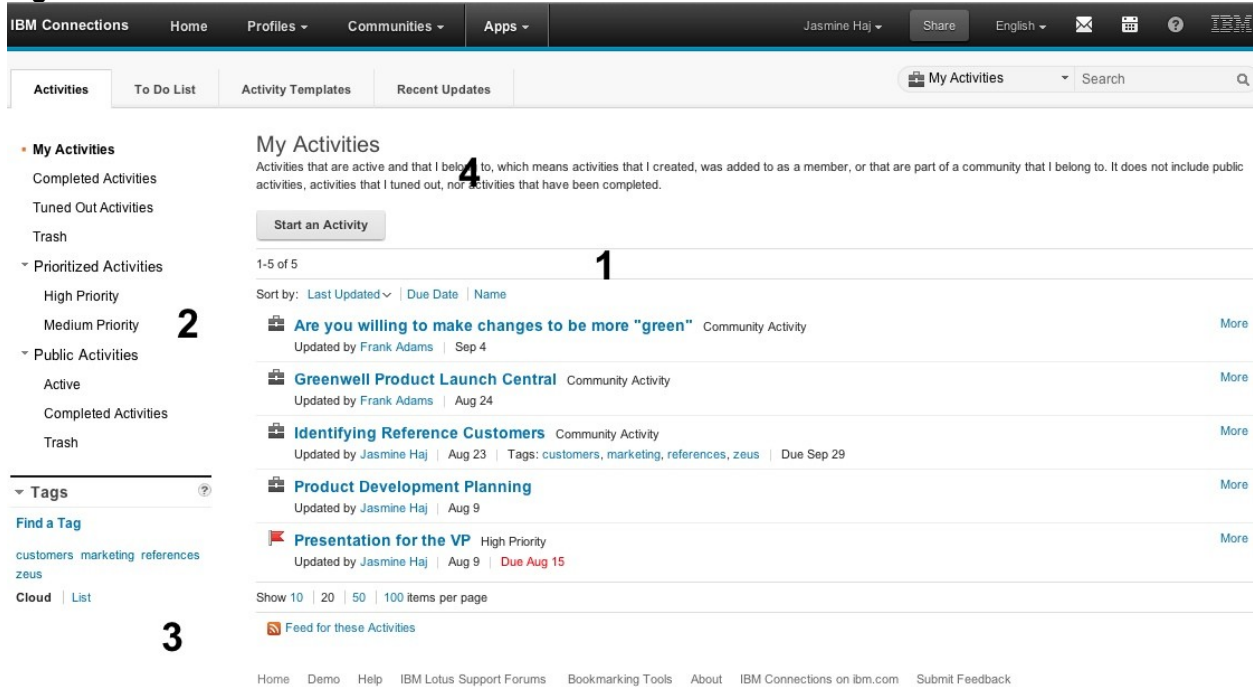 IBM Connections Home Profiles Communities Apps Jasmine Haj Share English IBM
Activities To Do List Activity Templates Recent Updates My Activities Search
My Activities
Completed Activities
Tuned Out Activities
Trash
Prioritized Activities
High Priority
Medium Priority
2
Public Activities
Active
Completed Activities
Trash
Tags ?
Find a Tag
customers marketing references
zeus
Cloud | List
3
My Activities
Activities that are active and that I belong to, which means activities that I created, was added to as a member, or that are part of a community that I belong to. It does not include public
4
activities, activities that I tuned out, nor activities that have been completed.
Start an Activity
1-5 of 5
1
Sort by: Last Updated | Due Date | Name
Are you willing to make changes to be more "green" Community Activity More
Updated by Frank Adams | Sep 4
Greenwell Product Launch Central Community Activity More
Updated by Frank Adams | Aug 24
Identifying Reference Customers Community Activity More
Updated by Jasmine Haj | Aug 23 | Tags: customers, marketing, references, zeus | Due Sep 29
Product Development Planning More
Updated by Jasmine Haj | Aug 9
Presentation for the VP High Priority More
Updated by Jasmine Haj | Aug 9 | Due Aug 15
Show 10 | 20 | 50 | 100 items per page
Feed for these Activities
Home Demo Help IBM Lotus Support Forums Bookmarking Tools About IBM Connections on ibm.com Submit Feedback